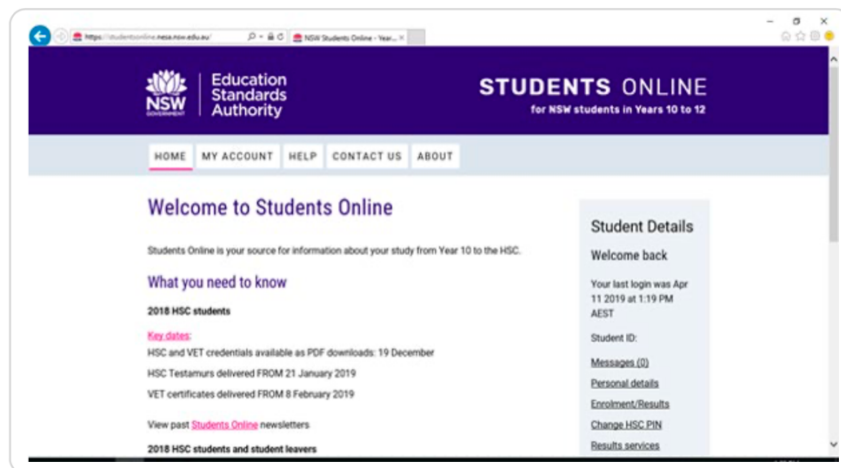 https://studentsonline.nesa.nsw.edu.au/
NSW Students Online - Year...
NSW
GOVERNMENT
Education
Standards
Authority
STUDENTS ONLINE
for NSW students in Years 10 to 12
HOME MY ACCOUNT HELP CONTACT US ABOUT
Welcome to Students Online
Students Online is your source for information about your study from Year 10 to the HSC.
What you need to know
2018 HSC students
Key dates:
HSC and VET credentials available as PDF downloads: 19 December
HSC Testamurs delivered FROM 21 January 2019
VET certificates delivered FROM 8 February 2019
View past Students Online newsletters
2018 HSC students and student leavers
Student Details
Welcome back
Your last login was Apr
11 2019 at 1:19 PM
AEST
Student ID:
Messages (0)
Personal details
Enrolment/Results
Change HSC PIN
Results services